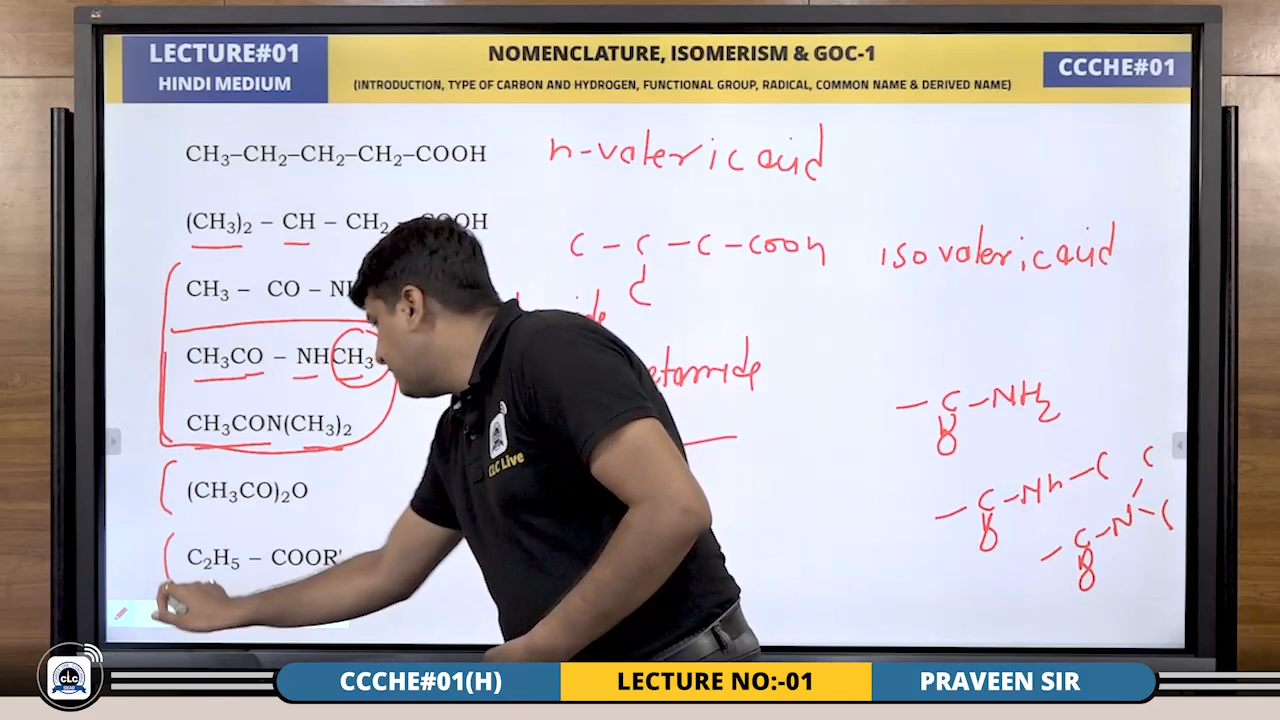 LECTURE#01
HINDI MEDIUM
NOMENCLATURE, ISOMERISM & GOC-1
(INTRODUCTION, TYPE OF CARBON AND HYDROGEN, FUNCTIONAL GROUP, RADICAL, COMMON NAME & DERIVED NAME)
CCCHE#01
CH₃–CH₂–CH₂–CH₂–COOH n-valeric acid
(CH₃)₂ – CH – CH₂ – COOH
C – C – C – COOH isovaleric acid
C
CH₃ – CO –
CH₃CO – NHCH₃
– C – NH₂
O
CH₃CON(CH₃)₂
– C – NH – C
O
C
– C – N – C
O
(CH₃CO)₂O
C₂H₅ – COOR'
CLC Live
CLC
SIKAR
CCCHE#01(H)
LECTURE NO:-01
PRAVEEN SIR